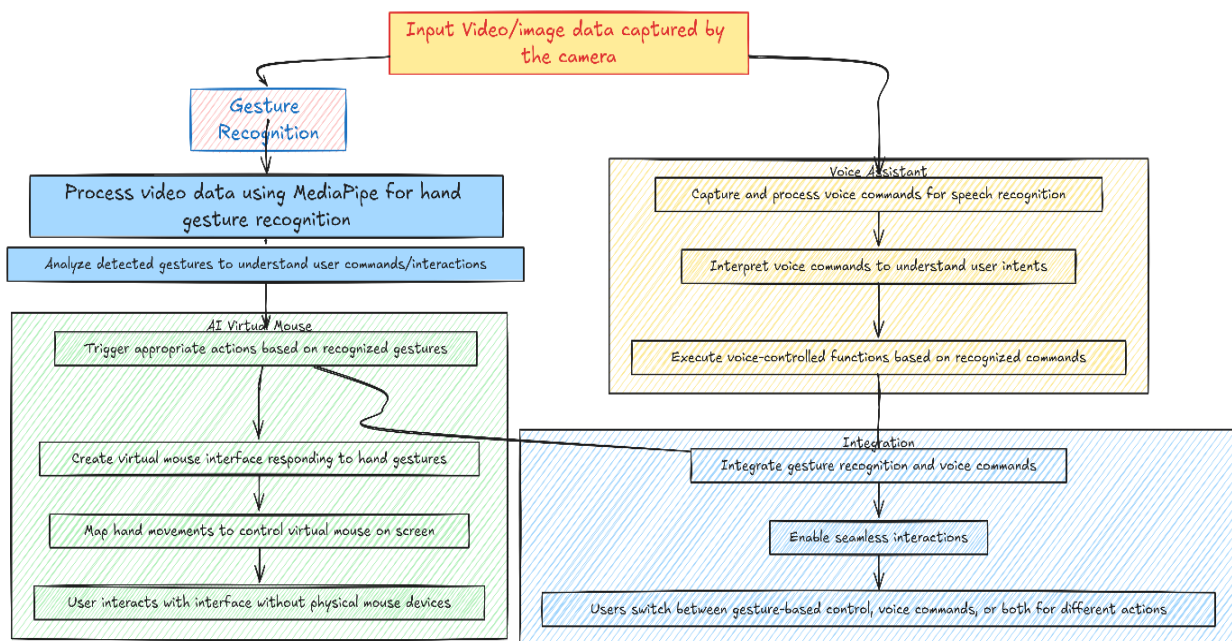 Input Video/image data captured by
the camera
Gesture
Recognition
Process video data using MediaPipe for hand
gesture recognition
Analyze detected gestures to understand user commands/interactions
AI Virtual Mouse
Trigger appropriate actions based on recognized gestures
Create virtual mouse interface responding to hand gestures
Map hand movements to control virtual mouse on screen
User interacts with interface without physical mouse devices
Voice Assistant
Capture and process voice commands for speech recognition
Interpret voice commands to understand user intents
Execute voice-controlled functions based on recognized commands
Integration
Integrate gesture recognition and voice commands
Enable seamless interactions
Users switch between gesture-based control, voice commands, or both for different actions